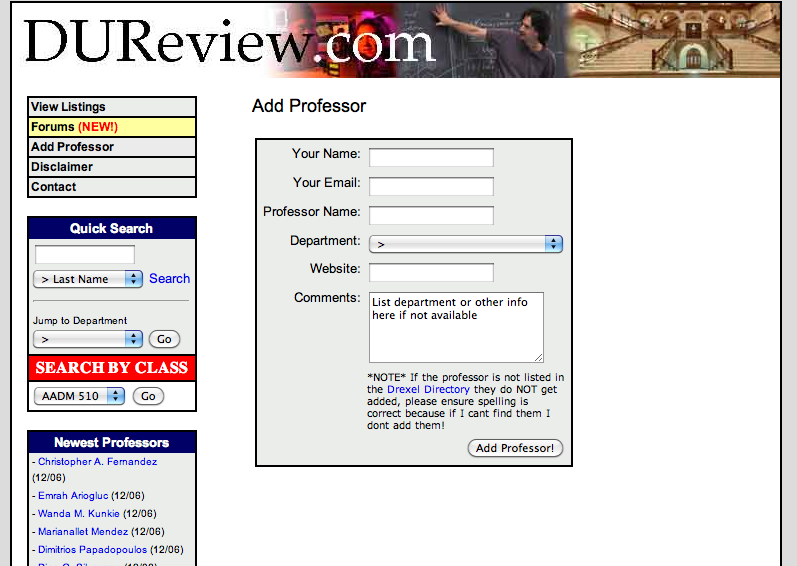 DUReview.com
View Listings
Forums (NEW!)
Add Professor
Disclaimer
Contact
Quick Search
> Last Name
Search
Jump to Department
>
Go
SEARCH BY CLASS
AADM 510
Go
Newest Professors
- Christopher A. Fernandez
(12/06)
- Emrah Ariogluc (12/06)
- Wanda M. Kunkie (12/06)
- Marianallet Mendez (12/06)
- Dimitrios Papadopoulos (12/06)
Add Professor
Your Name:
Your Email:
Professor Name:
Department:
>
Website:
Comments:
List department or other info
here if not available
*NOTE* If the professor is not listed in
the Drexel Directory they do NOT get
added, please ensure spelling is
correct because if I cant find them I
dont add them!
Add Professor!